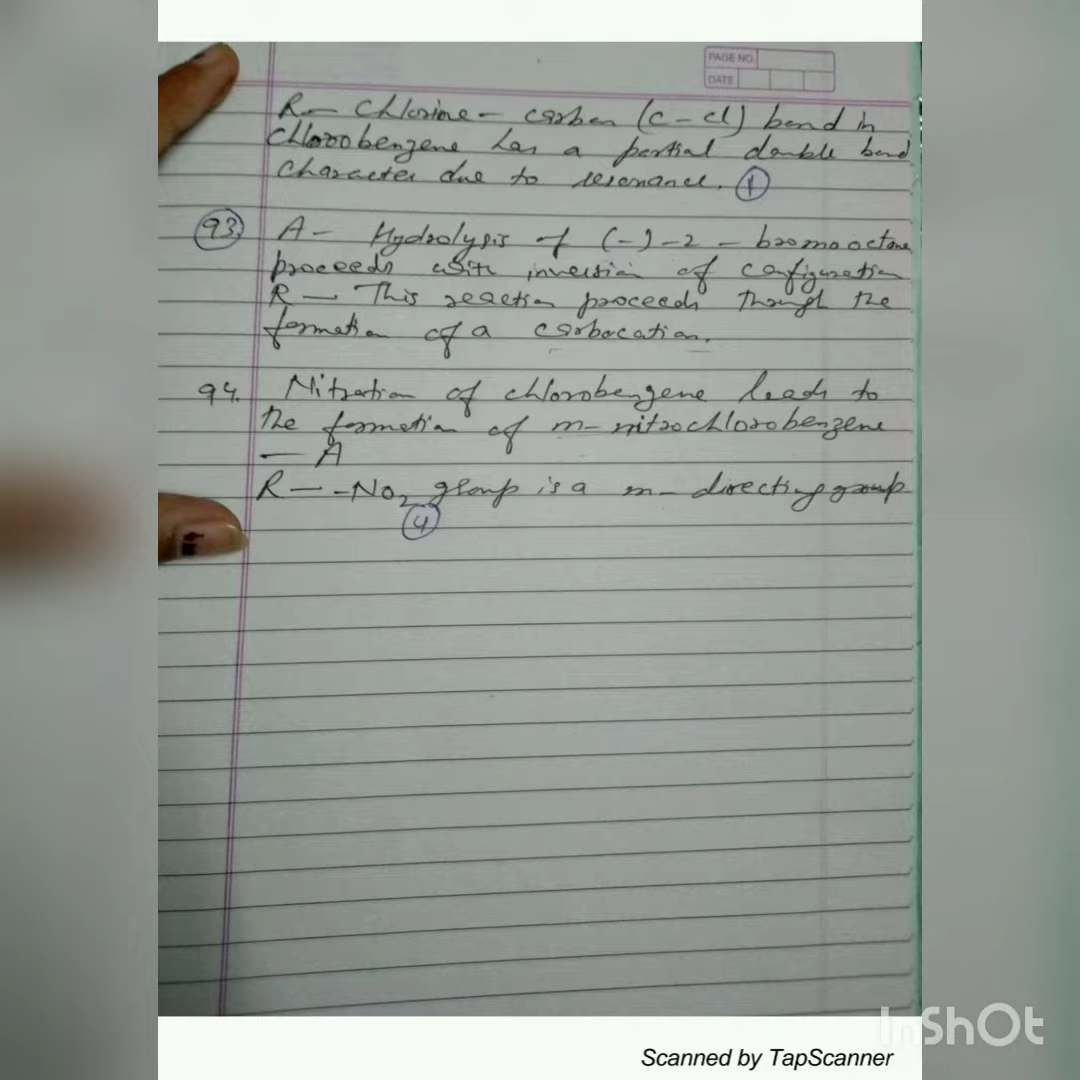 PAGE NO.
DATE
R— Chlorine - carbon (C-Cl) bond in
Chlorobenzene has a partial double bond
Character due to resonance. 1
93. A- Hydrolysis of (-)-2-bromooctane
proceeds with inversion of configuration
R— This reaction proceeds through the
formation of a carbocation.
94. Nitration of chlorobenzene leads to
the formation of m-nitrochlorobenzene
— A
R— -NO2 group is a m-directing group
4
InShOt
Scanned by TapScanner